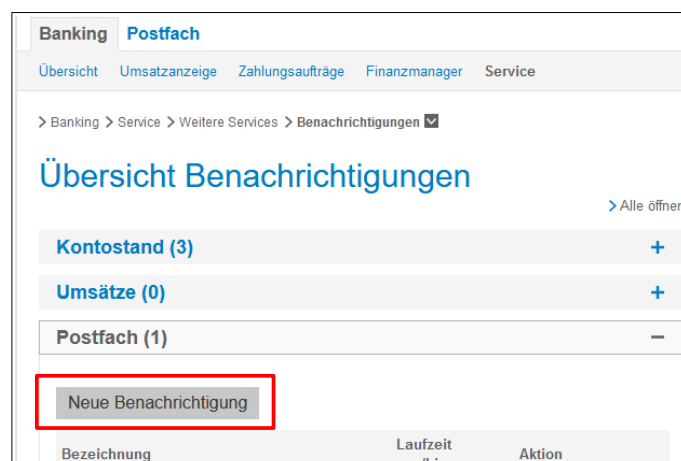 Banking Postfach
Übersicht Umsatzanzeige Zahlungsaufträge Finanzmanager Service
Banking Service Weitere Services Benachrichtigungen
Übersicht Benachrichtigungen
Alle öffnen
Kontostand (3) +
Umsätze (0) +
Postfach (1) −
Neue Benachrichtigung
Laufzeit
Bezeichnung Aktion